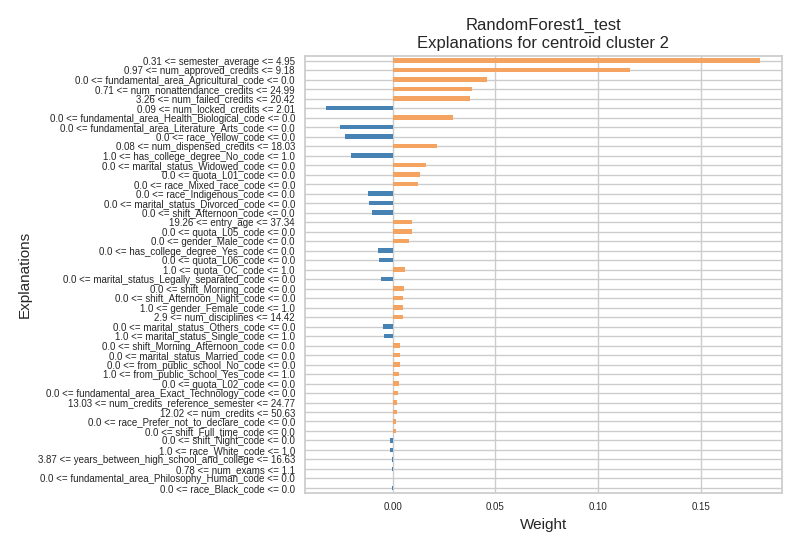 RandomForest1_test
Explanations for centroid cluster 2
0.31 <= semester_average <= 4.95
0.97 <= num_approved_credits <= 9.18
0.0 <= fundamental_area_Agricultural_code <= 0.0
0.71 <= num_nonattendance_credits <= 24.99
3.26 <= num_failed_credits <= 20.42
0.09 <= num_locked_credits <= 2.01
0.0 <= fundamental_area_Health_Biological_code <= 0.0
0.0 <= fundamental_area_Literature_Arts_code <= 0.0
0.0 <= race_Yellow_code <= 0.0
0.08 <= num_dispensed_credits <= 18.03
1.0 <= has_college_degree_No_code <= 1.0
0.0 <= marital_status_Widowed_code <= 0.0
0.0 <= quota_L01_code <= 0.0
0.0 <= race_Mixed_race_code <= 0.0
0.0 <= race_Indigenous_code <= 0.0
0.0 <= marital_status_Divorced_code <= 0.0
0.0 <= shift_Afternoon_code <= 0.0
19.26 <= entry_age <= 37.34
0.0 <= quota_L05_code <= 0.0
0.0 <= gender_Male_code <= 0.0
0.0 <= has_college_degree_Yes_code <= 0.0
0.0 <= quota_L06_code <= 0.0
1.0 <= quota_OC_code <= 1.0
0.0 <= marital_status_Legally_separated_code <= 0.0
0.0 <= shift_Morning_code <= 0.0
0.0 <= shift_Afternoon_Night_code <= 0.0
1.0 <= gender_Female_code <= 1.0
2.9 <= num_disciplines <= 14.42
0.0 <= marital_status_Others_code <= 0.0
1.0 <= marital_status_Single_code <= 1.0
0.0 <= shift_Morning_Afternoon_code <= 0.0
0.0 <= marital_status_Married_code <= 0.0
0.0 <= from_public_school_No_code <= 0.0
1.0 <= from_public_school_Yes_code <= 1.0
0.0 <= quota_L02_code <= 0.0
0.0 <= fundamental_area_Exact_Technology_code <= 0.0
13.03 <= num_credits_reference_semester <= 24.77
12.02 <= num_credits <= 50.63
0.0 <= race_Prefer_not_to_declare_code <= 0.0
0.0 <= shift_Full_time_code <= 0.0
0.0 <= shift_Night_code <= 0.0
1.0 <= race_White_code <= 1.0
3.87 <= years_between_high_school_and_college <= 16.63
0.78 <= num_exams <= 1.1
0.0 <= fundamental_area_Philosophy_Human_code <= 0.0
0.0 <= race_Black_code <= 0.0
Explanations
0.00 0.05 0.10 0.15
Weight